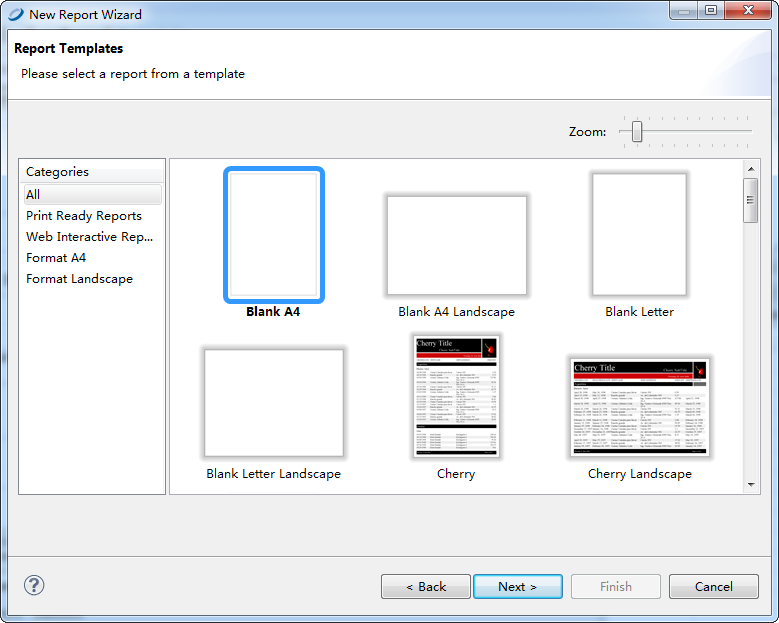 New Report Wizard
Report Templates
Please select a report from a template
Zoom:
Categories
All
Print Ready Reports
Web Interactive Rep...
Format A4
Format Landscape
Blank A4
Blank A4 Landscape
Blank Letter
Cherry Title
Cherry Title
Blank Letter Landscape
Cherry
Cherry Landscape
?
< Back
Next >
Finish
Cancel